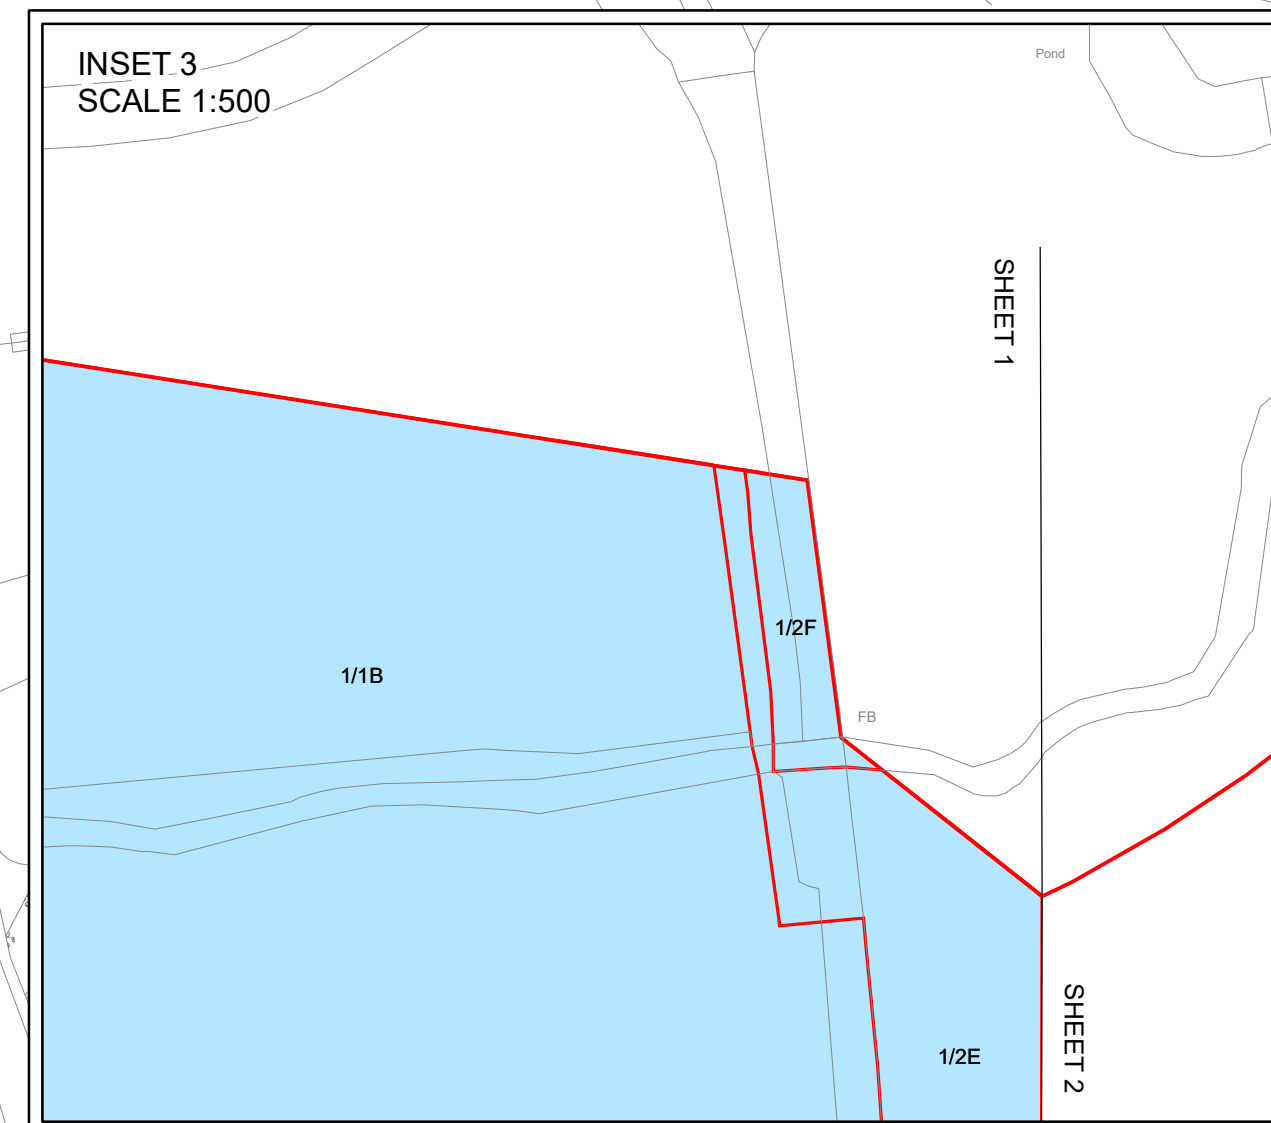 INSET 3
SCALE 1:500
Pond
SHEET 1
1/2F
1/1B
FB
SHEET 2
1/2E